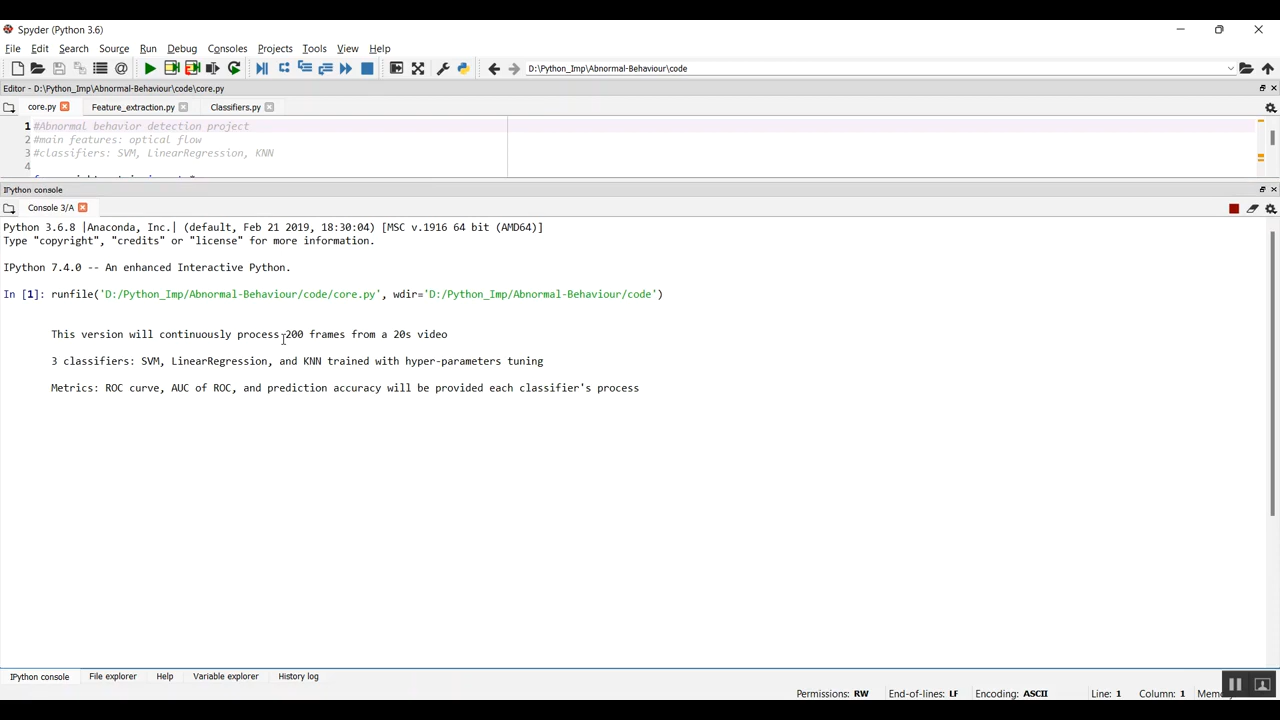 Spyder (Python 3.6)
File Edit Search Source Run Debug Consoles Projects Tools View Help
D:\Python_Imp\Abnormal-Behaviour\code
Editor - D:\Python_Imp\Abnormal-Behaviour\code\core.py
core.py Feature_extraction.py Classifiers.py
1 #Abnormal behavior detection project
2 #main features: optical flow
3 #classifiers: SVM, LinearRegression, KNN
4
IPython console
Console 3/A
Python 3.6.8 |Anaconda, Inc.| (default, Feb 21 2019, 18:30:04) [MSC v.1916 64 bit (AMD64)]
Type "copyright", "credits" or "license" for more information.
IPython 7.4.0 -- An enhanced Interactive Python.
In [1]: runfile('D:/Python_Imp/Abnormal-Behaviour/code/core.py', wdir='D:/Python_Imp/Abnormal-Behaviour/code')
This version will continuously process 200 frames from a 20s video
3 classifiers: SVM, LinearRegression, and KNN trained with hyper-parameters tuning
Metrics: ROC curve, AUC of ROC, and prediction accuracy will be provided each classifier's process
IPython console File explorer Help Variable explorer History log
Permissions: RW End-of-lines: LF Encoding: ASCII Line: 1 Column: 1